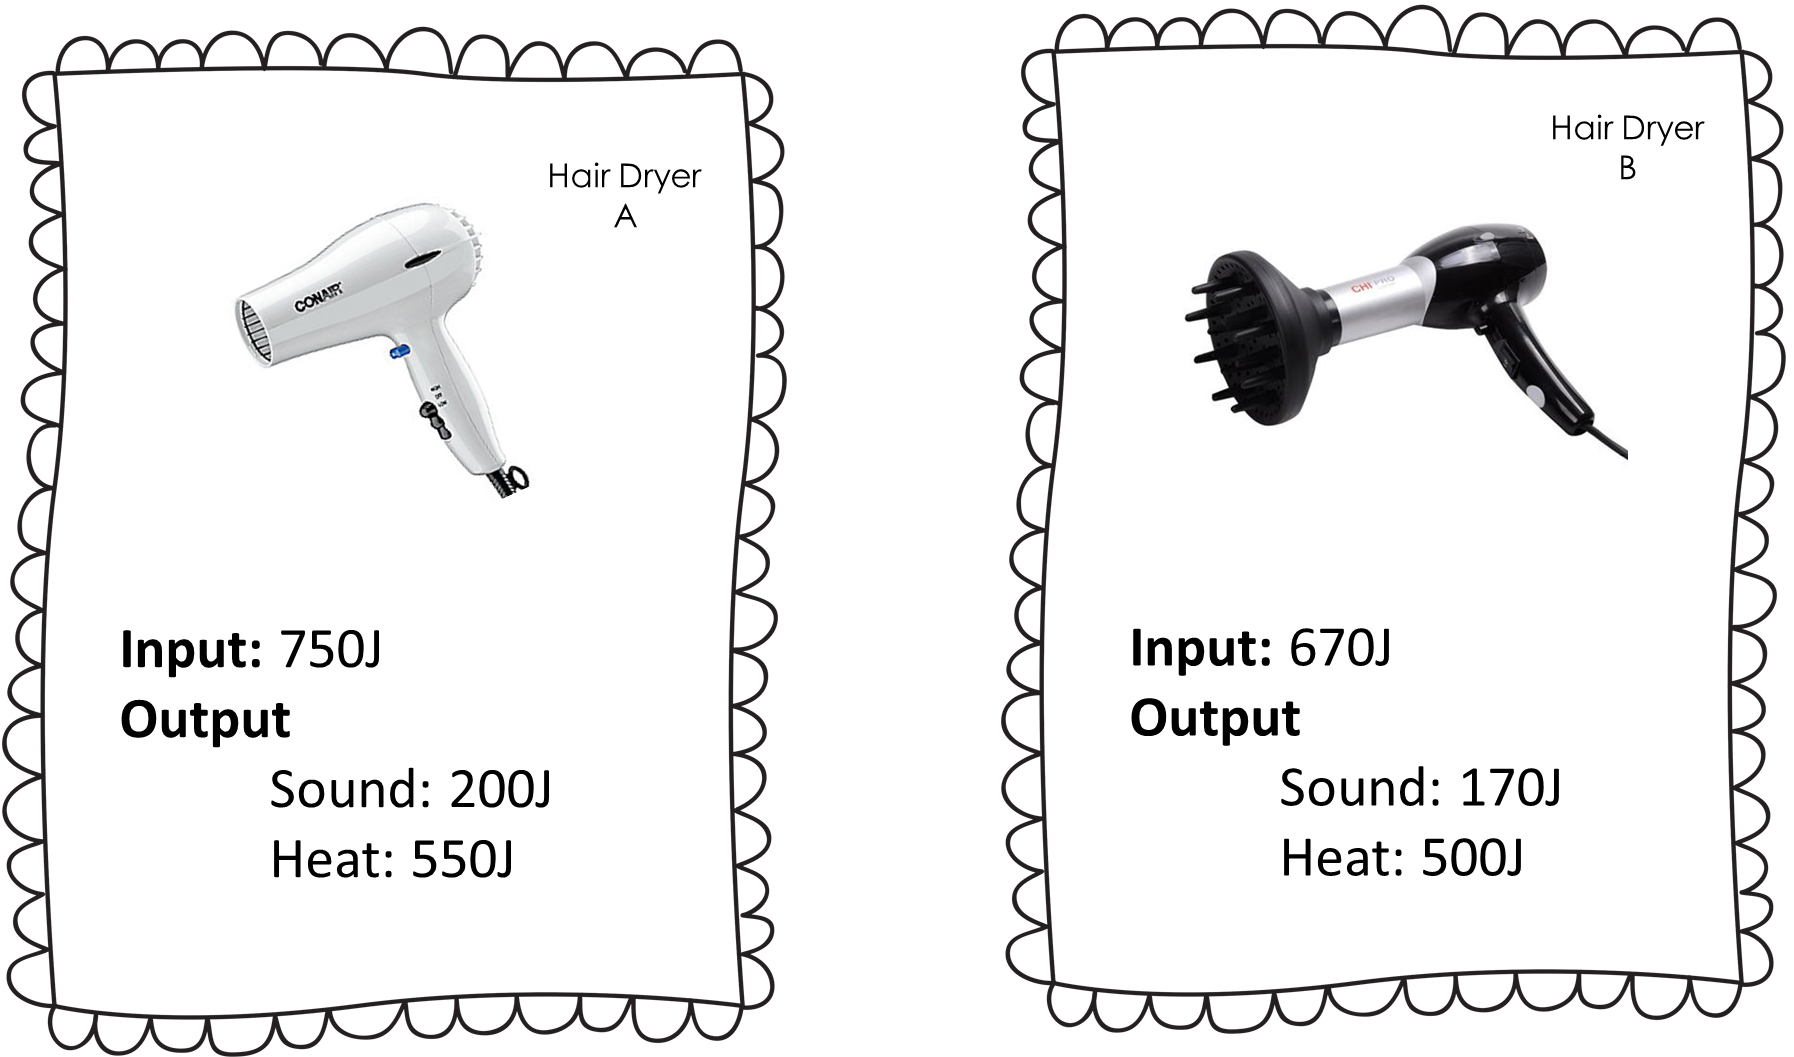 Hair Dryer
A
CONAIR
Input: 750J
Output
Sound: 200J
Heat: 550J
Hair Dryer
B
CHI PRO
Input: 670J
Output
Sound: 170J
Heat: 500J